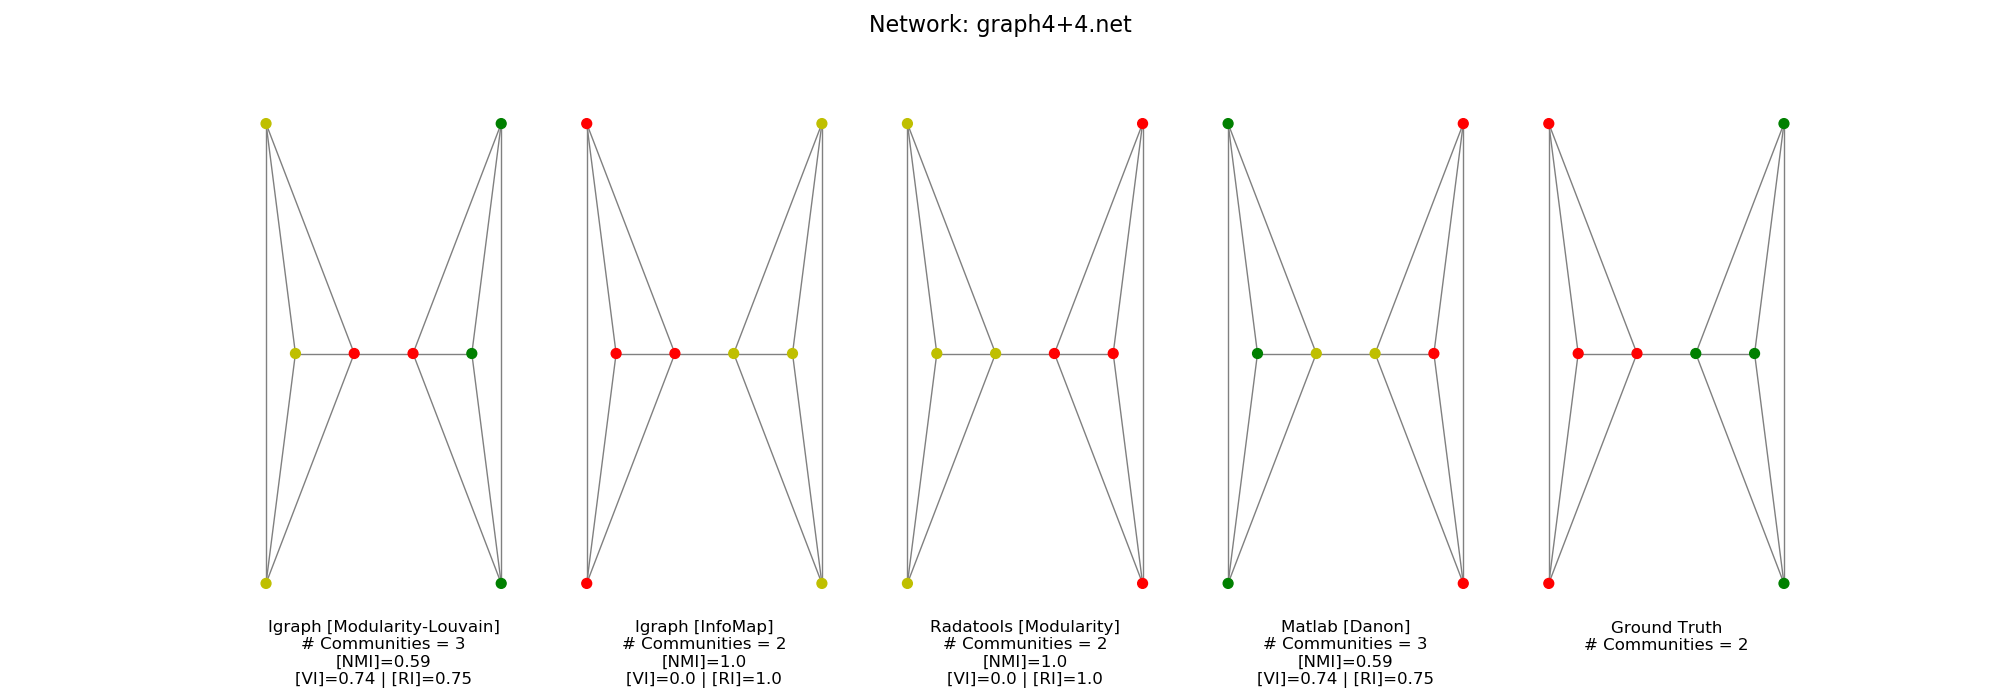 Network: graph4+4.net
Igraph [Modularity-Louvain]
# Communities = 3
[NMI]=0.59
[VI]=0.74 | [RI]=0.75
Igraph [InfoMap]
# Communities = 2
[NMI]=1.0
[VI]=0.0 | [RI]=1.0
Radatools [Modularity]
# Communities = 2
[NMI]=1.0
[VI]=0.0 | [RI]=1.0
Matlab [Danon]
# Communities = 3
[NMI]=0.59
[VI]=0.74 | [RI]=0.75
Ground Truth
# Communities = 2